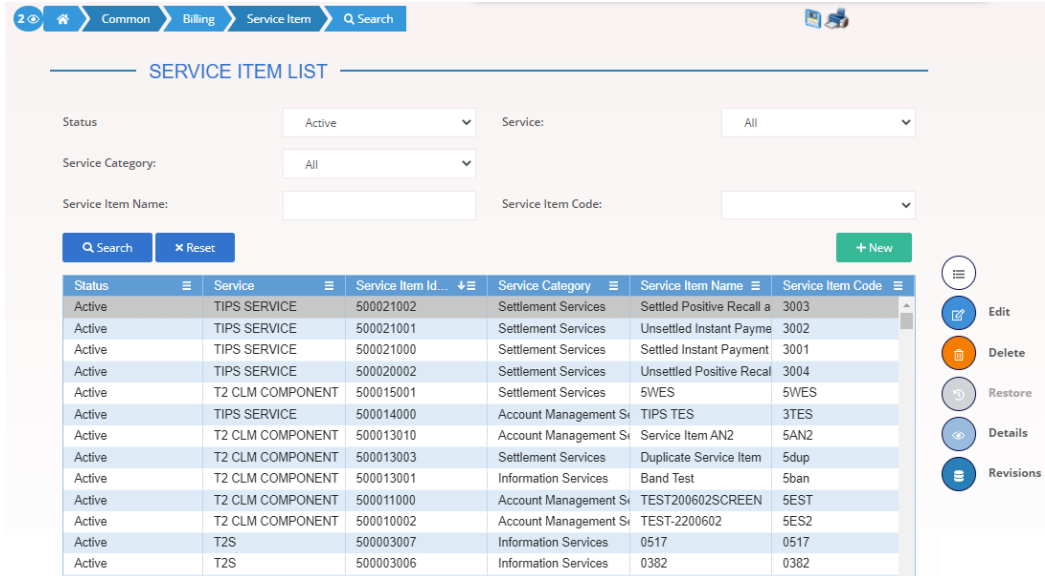 2 Common Billing Service Item Search
SERVICE ITEM LIST
Status Active Service: All
Service Category: All
Service Item Name: Service Item Code:
Search Reset New
Status Service Service Item Id... Service Category Service Item Name Service Item Code
Active TIPS SERVICE 500021002 Settlement Services Settled Positive Recall a 3003
Active TIPS SERVICE 500021001 Settlement Services Unsettled Instant Payme 3002
Active TIPS SERVICE 500021000 Settlement Services Settled Instant Payment 3001
Active TIPS SERVICE 500020002 Settlement Services Unsettled Positive Recal 3004
Active T2 CLM COMPONENT 500015001 Settlement Services 5WES 5WES
Active TIPS SERVICE 500014000 Account Management Se TIPS TES 3TES
Active T2 CLM COMPONENT 500013010 Account Management Se Service Item AN2 5AN2
Active T2 CLM COMPONENT 500013003 Settlement Services Duplicate Service Item 5dup
Active T2 CLM COMPONENT 500013001 Information Services Band Test 5ban
Active T2 CLM COMPONENT 500011000 Account Management Se TEST200602SCREEN 5EST
Active T2 CLM COMPONENT 500010002 Account Management Se TEST-2200602 5ES2
Active T2S 500003007 Information Services 0517 0517
Active T2S 500003006 Information Services 0382 0382
Edit
Delete
Restore
Details
Revisions